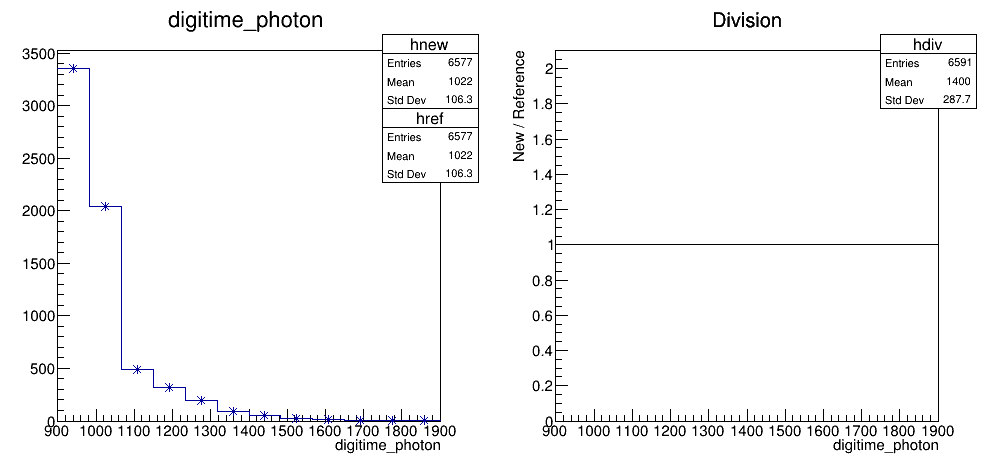 digitime_photon
hnew
Entries 6577
Mean 1022
Std Dev 106.3
href
Entries 6577
Mean 1022
Std Dev 106.3
3500
3000
2500
2000
1500
1000
500
0
900 1000 1100 1200 1300 1400 1500 1600 1700 1800 1900
digitime_photon
Division
hdiv
Entries 6591
Mean 1400
Std Dev 287.7
New / Reference
2
1.8
1.6
1.4
1.2
1
0.8
0.6
0.4
0.2
0
900 1000 1100 1200 1300 1400 1500 1600 1700 1800 1900
digitime_photon